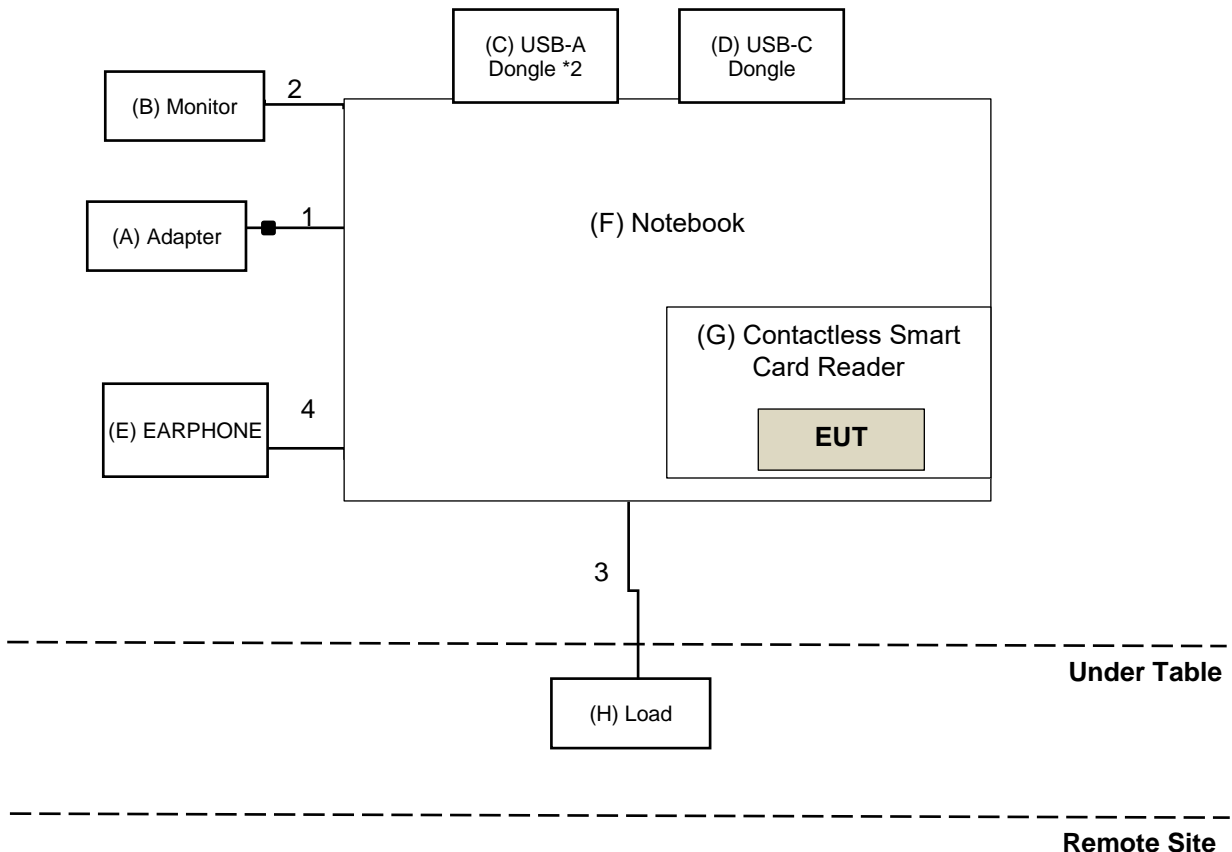 (C) USB-A
Dongle *2
(D) USB-C
Dongle
2
(B) Monitor
1
(A) Adapter
(F) Notebook
(G) Contactless Smart
Card Reader
4
(E) EARPHONE
EUT
3
Under Table
(H) Load
Remote Site